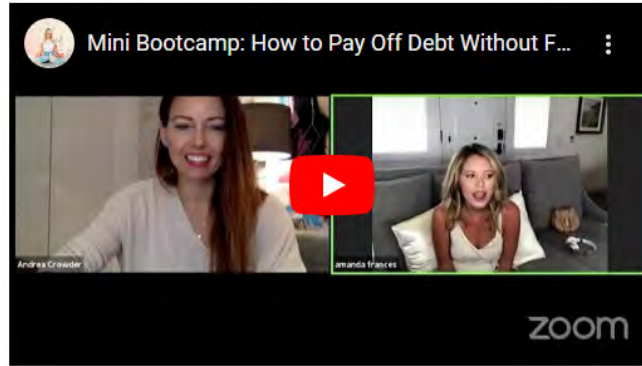 Mini Bootcamp: How to Pay Off Debt Without F...
Andrea Crowder
amanda frances
zoom